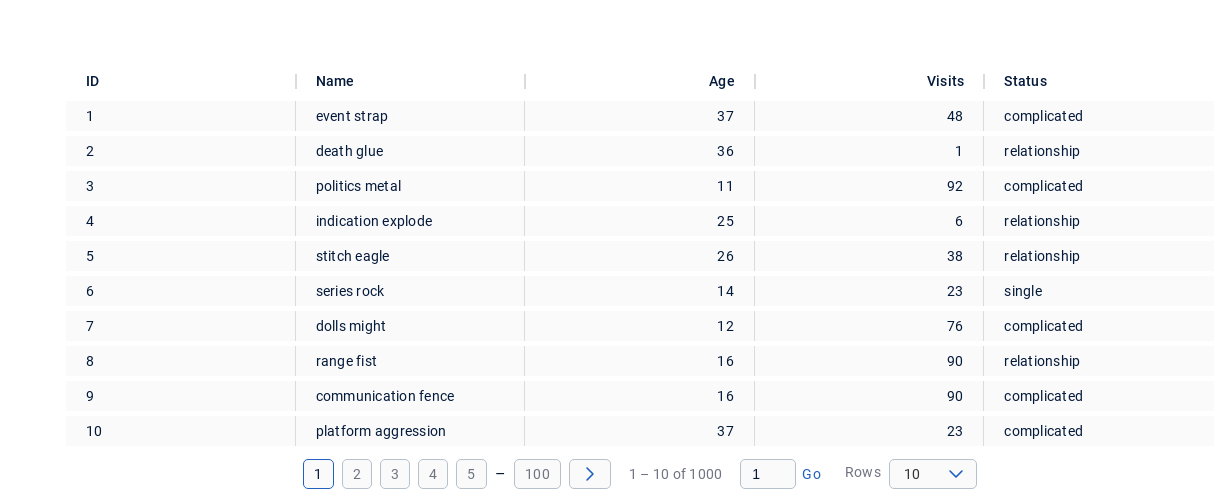 ID Name Age Visits Status
1 event strap 37 48 complicated
2 death glue 36 1 relationship
3 politics metal 11 92 complicated
4 indication explode 25 6 relationship
5 stitch eagle 26 38 relationship
6 series rock 14 23 single
7 dolls might 12 76 complicated
8 range fist 16 90 relationship
9 communication fence 16 90 complicated
10 platform aggression 37 23 complicated
1 2 3 4 5 – 100 1 – 10 of 1000 1 Go Rows 10